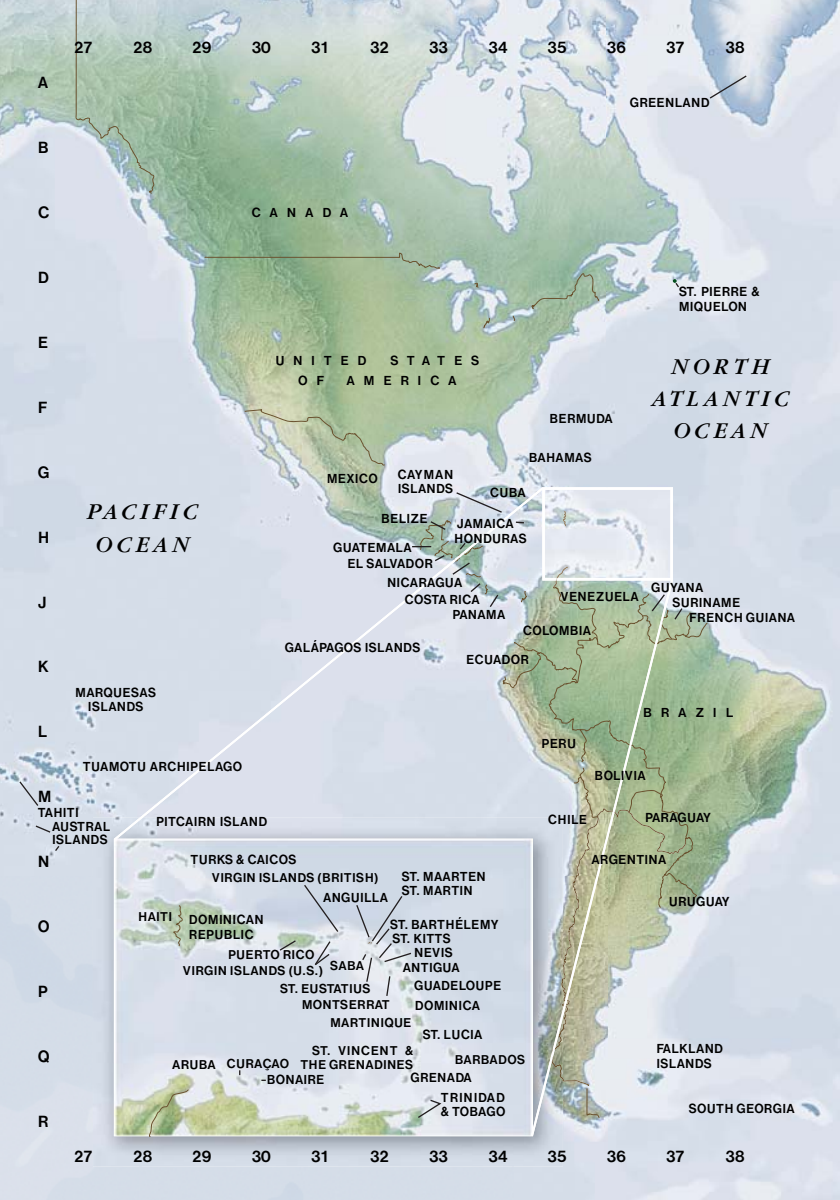 27 28 29 30 31 32 33 34 35 36 37 38
A
GREENLAND
B
C
CANADA
D
ST. PIERRE &
MIQUELON
E
UNITED STATES
OF AMERICA
NORTH
ATLANTIC
OCEAN
F
BERMUDA
BAHAMAS
G
MEXICO
CAYMAN
ISLANDS
CUBA
PACIFIC
OCEAN
BELIZE
JAMAICA
H
HONDURAS
GUATEMALA
EL SALVADOR
NICARAGUA
COSTA RICA
PANAMA
J
VENEZUELA
GUYANA
SURINAME
FRENCH GUIANA
COLOMBIA
GALÁPAGOS ISLANDS
ECUADOR
K
MARQUESAS
ISLANDS
BRAZIL
L
PERU
TUAMOTU ARCHIPELAGO
BOLIVIA
M
TAHITI
AUSTRAL
ISLANDS
PITCAIRN ISLAND
CHILE
PARAGUAY
N
ARGENTINA
URUGUAY
TURKS & CAICOS
VIRGIN ISLANDS (BRITISH)
ST. MAARTEN
ST. MARTIN
ANGUILLA
HAITI
DOMINICAN
REPUBLIC
O
ST. BARTHÉLEMY
ST. KITTS
NEVIS
PUERTO RICO
VIRGIN ISLANDS (U.S.)
SABA
ANTIGUA
ST. EUSTATIUS
GUADELOUPE
P
MONTSERRAT
DOMINICA
MARTINIQUE
ST. LUCIA
Q
ST. VINCENT &
THE GRENADINES
BARBADOS
ARUBA
CURAÇAO
BONAIRE
GRENADA
FALKLAND
ISLANDS
TRINIDAD
& TOBAGO
SOUTH GEORGIA
R
27 28 29 30 31 32 33 34 35 36 37 38